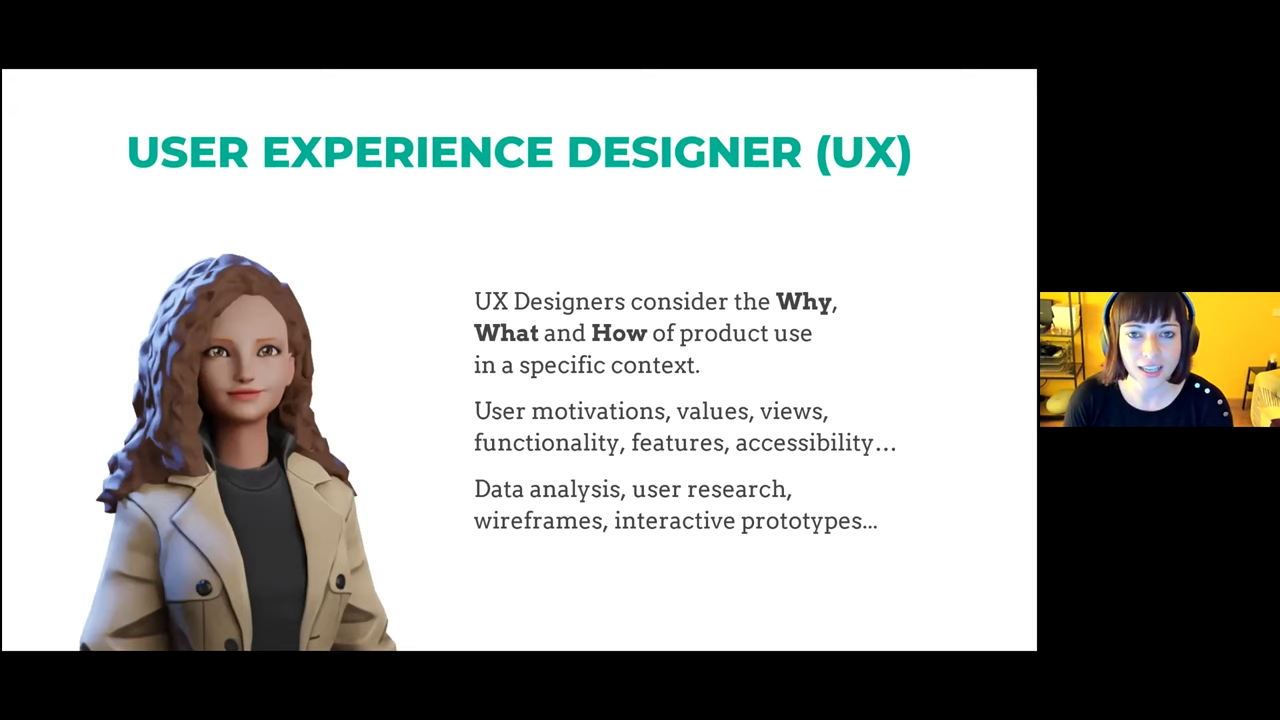 USER EXPERIENCE DESIGNER (UX)
UX Designers consider the Why,
What and How of product use
in a specific context.
User motivations, values, views,
functionality, features, accessibility...
Data analysis, user research,
wireframes, interactive prototypes...